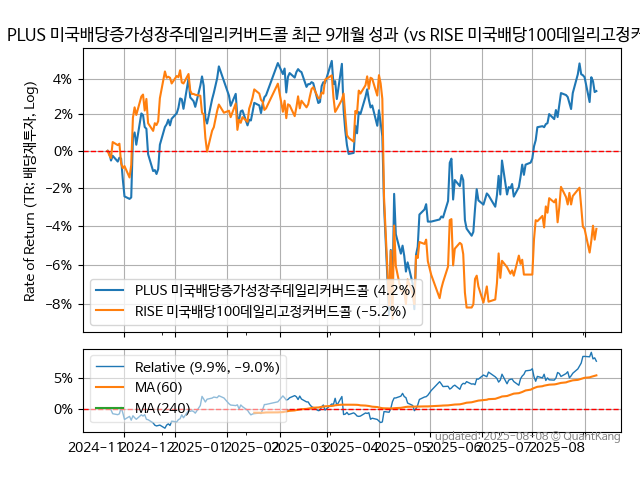 PLUS 미국배당증가성장주데일리커버드콜 최근 9개월 성과 (vs RISE 미국배당100데일리고정커
Rate of Return (TR: 배당재투자, Log)
4%
2%
0%
−2%
−4%
−6%
−8%
PLUS 미국배당증가성장주데일리커버드콜 (4.2%)
RISE 미국배당100데일리고정커버드콜 (−5.2%)
5%
0%
Relative (9.9%, −9.0%)
MA(60)
MA(240)
updated: 2025-08-08 © QuantKang
2024-11 2024-12 2025-01 2025-02 2025-03 2025-04 2025-05 2025-06 2025-07 2025-08